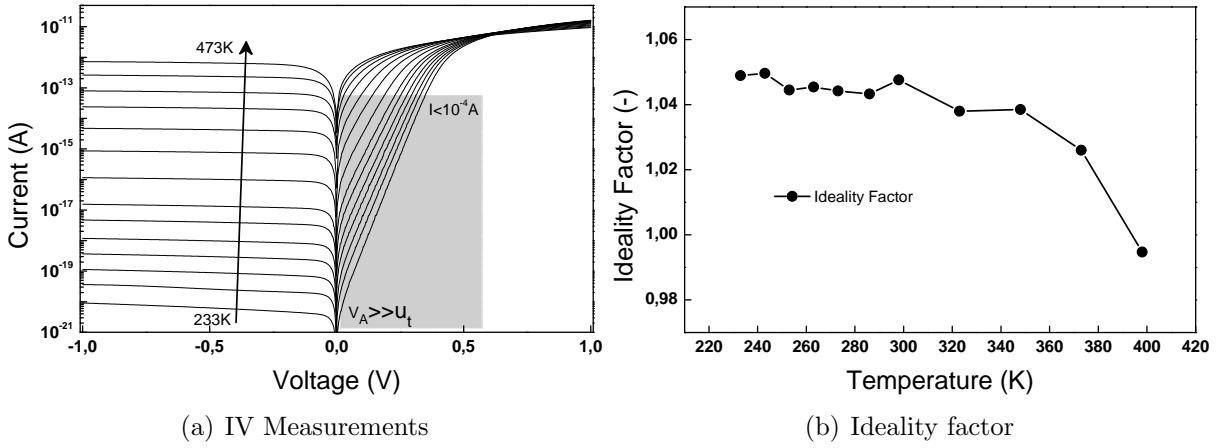 10⁻¹¹
10⁻¹³
10⁻¹⁵
10⁻¹⁷
10⁻¹⁹
10⁻²¹
Current (A)
473K
233K
I<10⁻⁴A
V_A>>u_t
-1,0 -0,5 0,0 0,5 1,0
Voltage (V)
(a) IV Measurements
1,06
1,04
1,02
1,00
0,98
Ideality Factor (-)
Ideality Factor
220 240 260 280 300 320 340 360 380 400 420
Temperature (K)
(b) Ideality factor